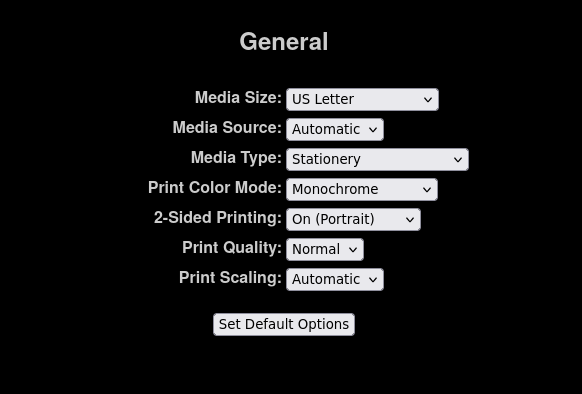 General
Media Size: US Letter
Media Source: Automatic
Media Type: Stationery
Print Color Mode: Monochrome
2-Sided Printing: On (Portrait)
Print Quality: Normal
Print Scaling: Automatic
Set Default Options